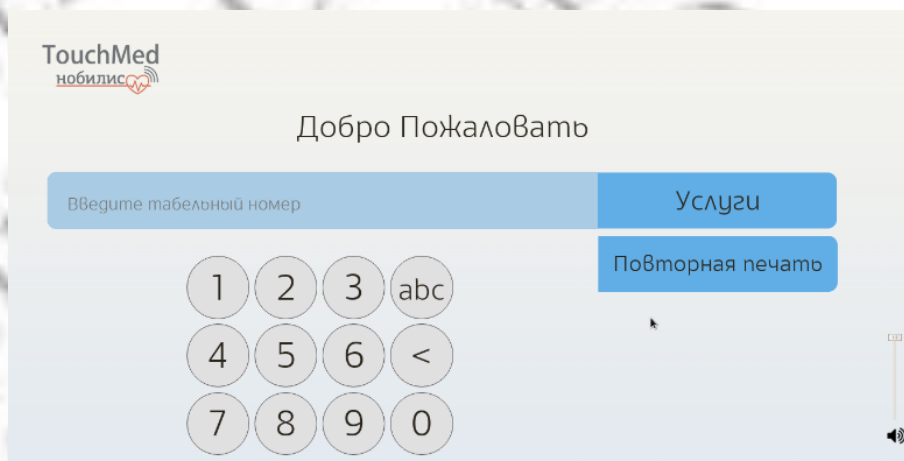 TouchMed
нобилис
Добро Пожаловать
Введите табельный номер
Услуги
Повторная печать
1 2 3 abc
4 5 6 <
7 8 9 0